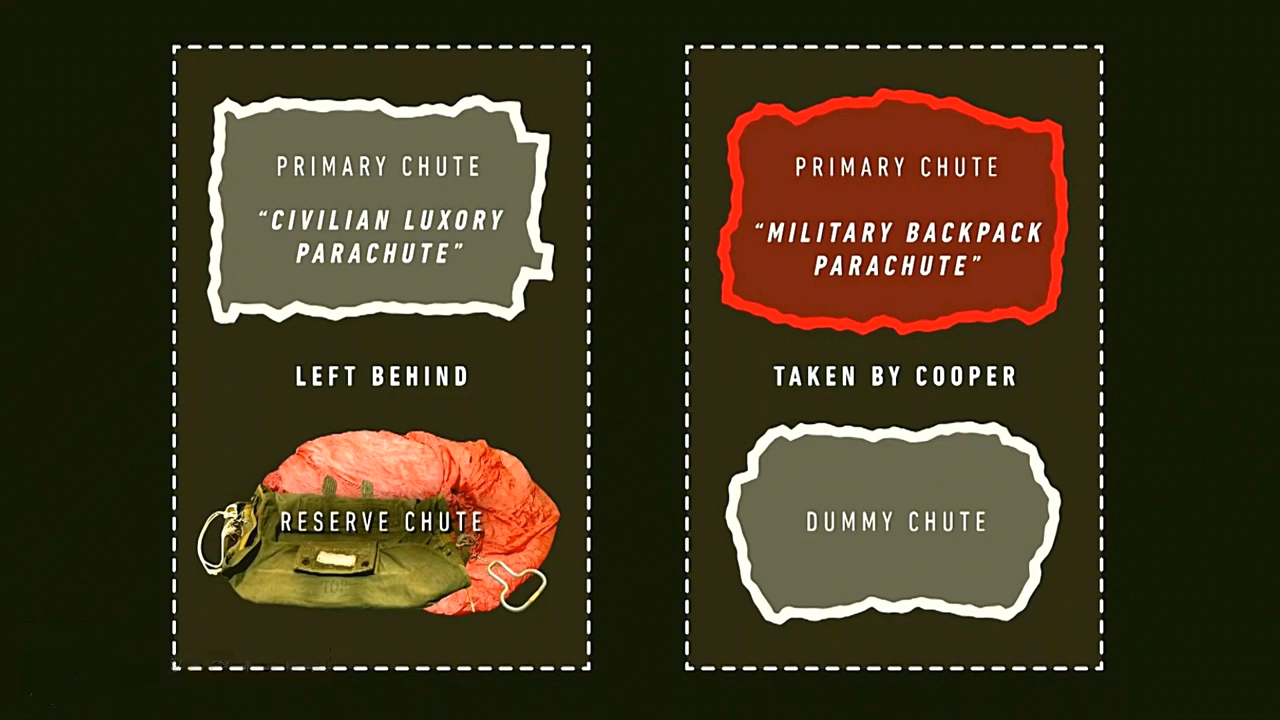 PRIMARY CHUTE
“CIVILIAN LUXORY
PARACHUTE”
LEFT BEHIND
RESERVE CHUTE
PRIMARY CHUTE
“MILITARY BACKPACK
PARACHUTE”
TAKEN BY COOPER
DUMMY CHUTE